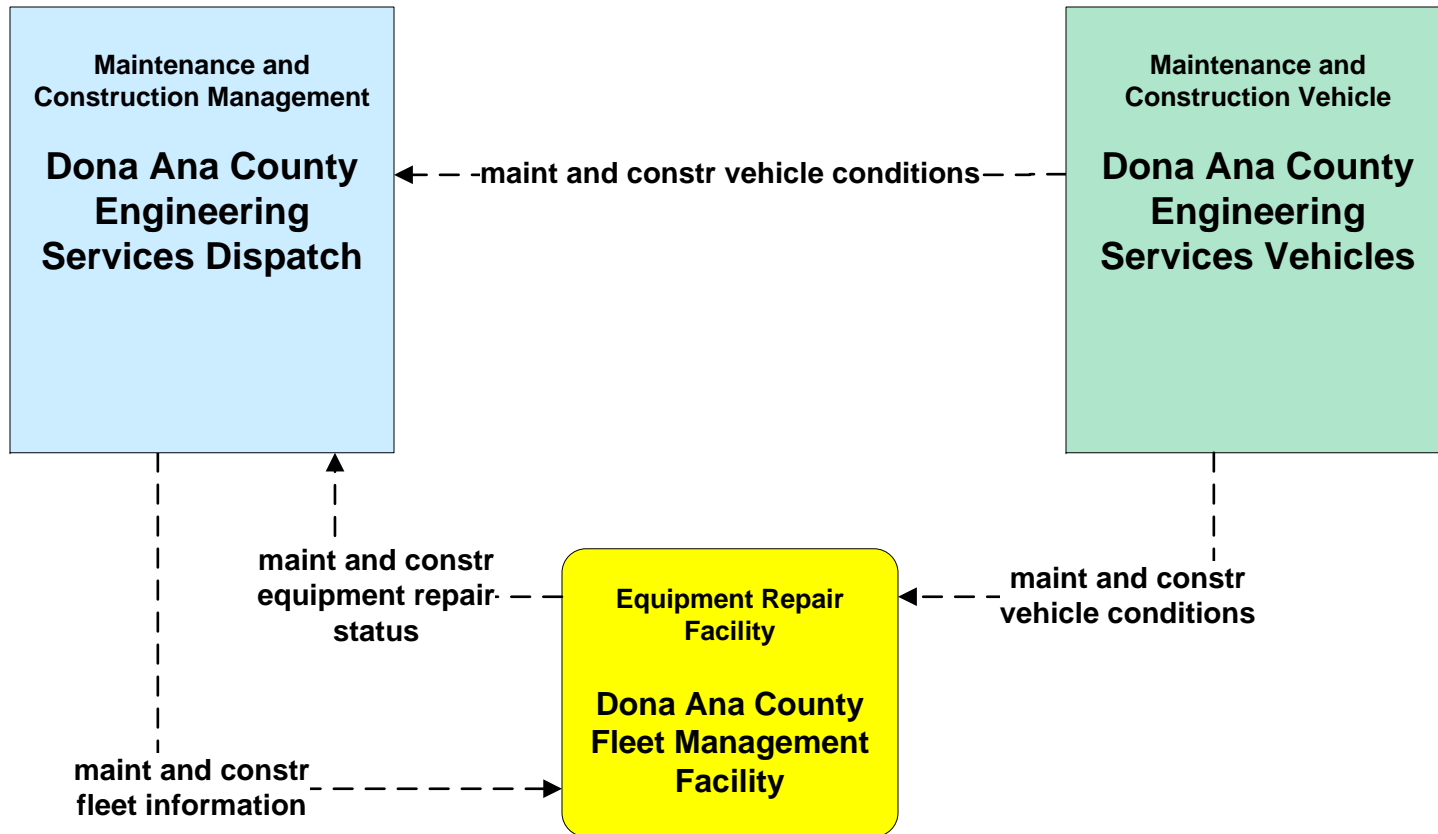 Maintenance and
Construction Management
Dona Ana County
Engineering
Services Dispatch
maint and constr vehicle conditions
Maintenance and
Construction Vehicle
Dona Ana County
Engineering
Services Vehicles
maint and constr
equipment repair
status
Equipment Repair
Facility
Dona Ana County
Fleet Management
Facility
maint and constr
vehicle conditions
maint and constr
fleet information